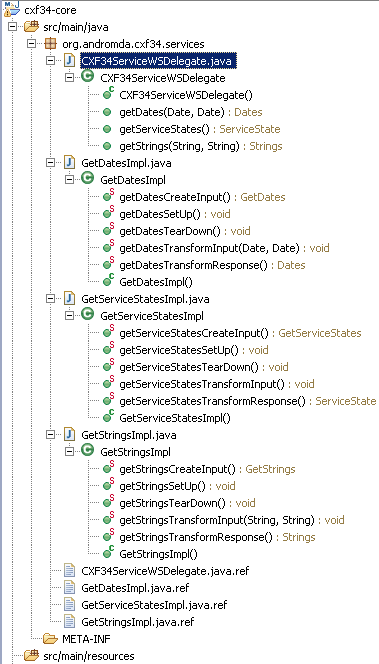 cxf34-core
src/main/java
org.andromda.cxf34.services
CXF34ServiceWSDelegate.java
CXF34ServiceWSDelegate
CXF34ServiceWSDelegate()
getDates(Date, Date) : Dates
getServiceStates() : ServiceState
getStrings(String, String) : Strings
GetDatesImpl.java
GetDatesImpl
getDatesCreateInput() : GetDates
getDatesSetUp() : void
getDatesTearDown() : void
getDatesTransformInput(Date, Date) : void
getDatesTransformResponse() : Dates
GetDatesImpl()
GetServiceStatesImpl.java
GetServiceStatesImpl
getServiceStatesCreateInput() : GetServiceStates
getServiceStatesSetUp() : void
getServiceStatesTearDown() : void
getServiceStatesTransformInput() : void
getServiceStatesTransformResponse() : ServiceState
GetServiceStatesImpl()
GetStringsImpl.java
GetStringsImpl
getStringsCreateInput() : GetStrings
getStringsSetUp() : void
getStringsTearDown() : void
getStringsTransformInput(String, String) : void
getStringsTransformResponse() : Strings
GetStringsImpl()
CXF34ServiceWSDelegate.java.ref
GetDatesImpl.java.ref
GetServiceStatesImpl.java.ref
GetStringsImpl.java.ref
META-INF
src/main/resources